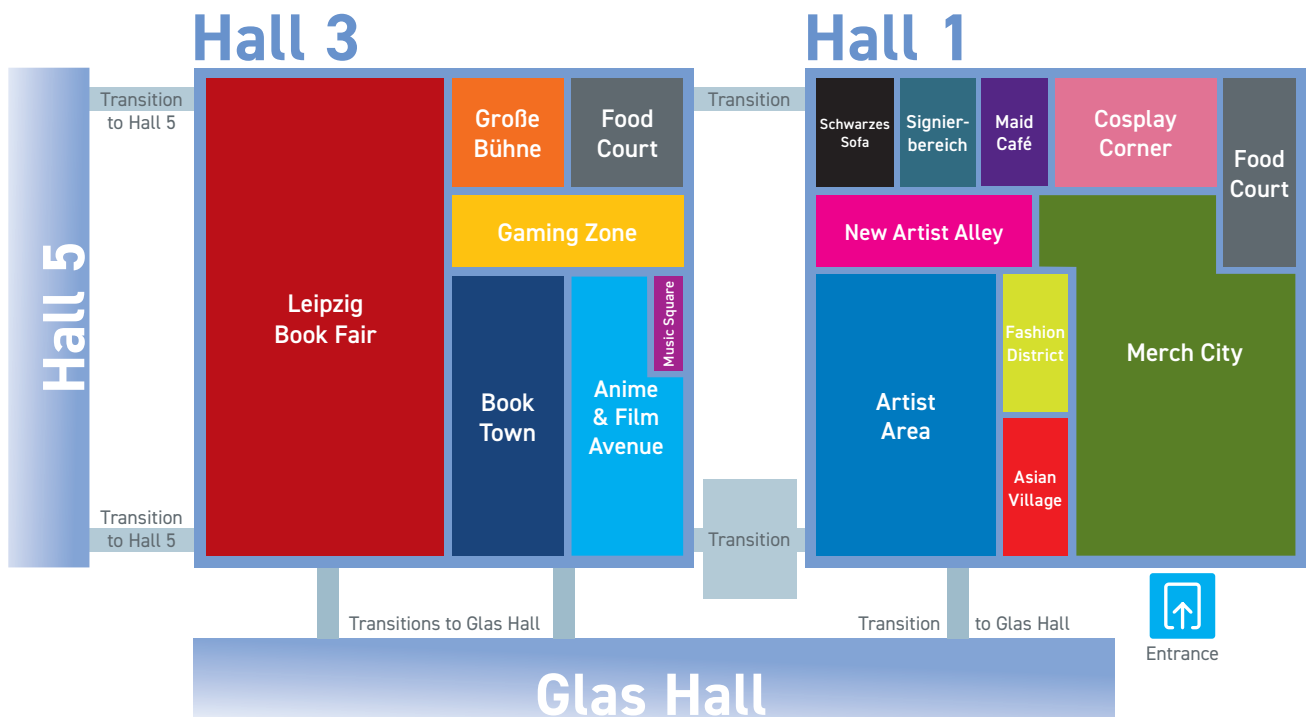 Hall 3
Hall 1
Transition
to Hall 5
Große
Bühne
Food
Court
Transition
Schwarzes
Sofa
Signier-
bereich
Maid
Café
Cosplay
Corner
Food
Court
Gaming Zone
New Artist Alley
Hall 5
Leipzig
Book Fair
Music Square
Fashion
District
Merch City
Book
Town
Anime
& Film
Avenue
Artist
Area
Asian
Village
Transition
to Hall 5
Transition
Transitions to Glas Hall
Transition
to Glas Hall
Entrance
Glas Hall